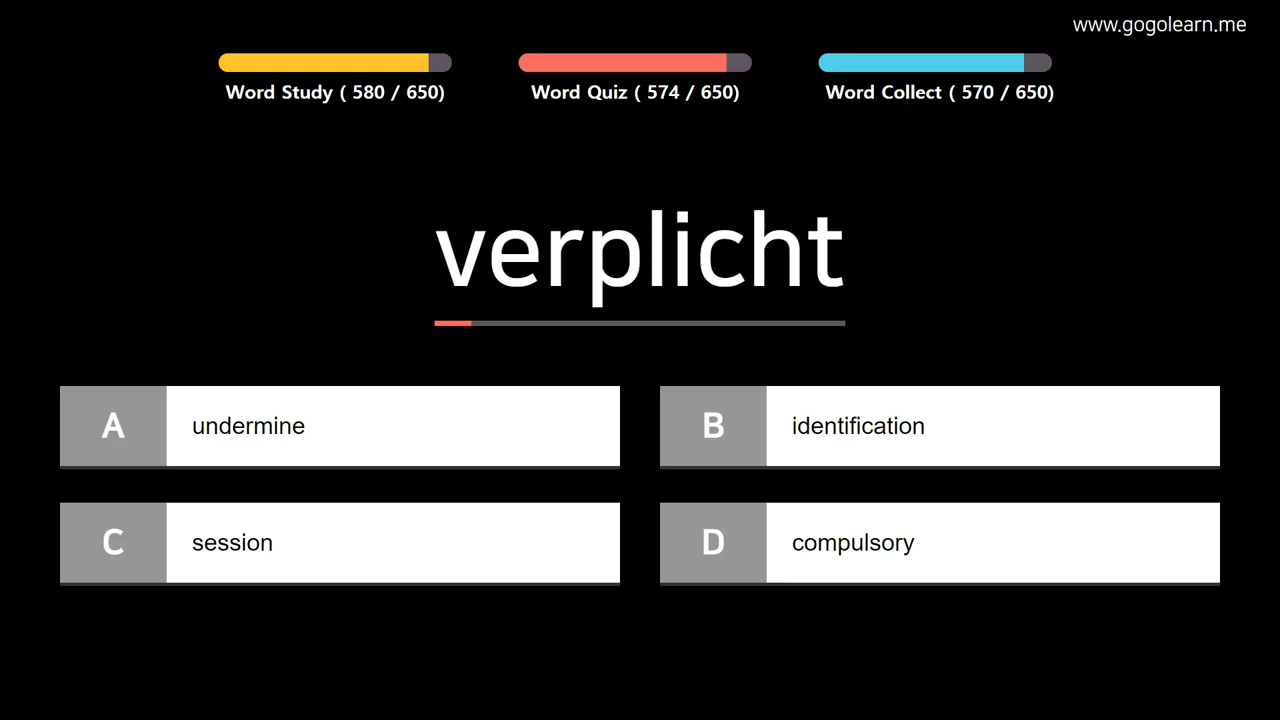 www.gogolearn.me
Word Study ( 580 / 650)
Word Quiz ( 574 / 650)
Word Collect ( 570 / 650)
verplicht
A undermine
B identification
C session
D compulsory